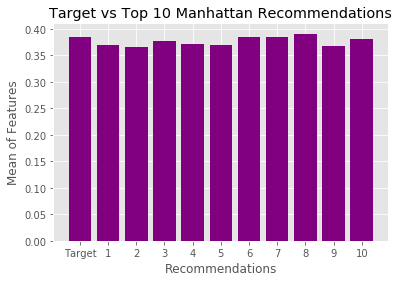 Target vs Top 10 Manhattan Recommendations
Mean of Features
0.40
0.35
0.30
0.25
0.20
0.15
0.10
0.05
0.00
Target 1 2 3 4 5 6 7 8 9 10
Recommendations